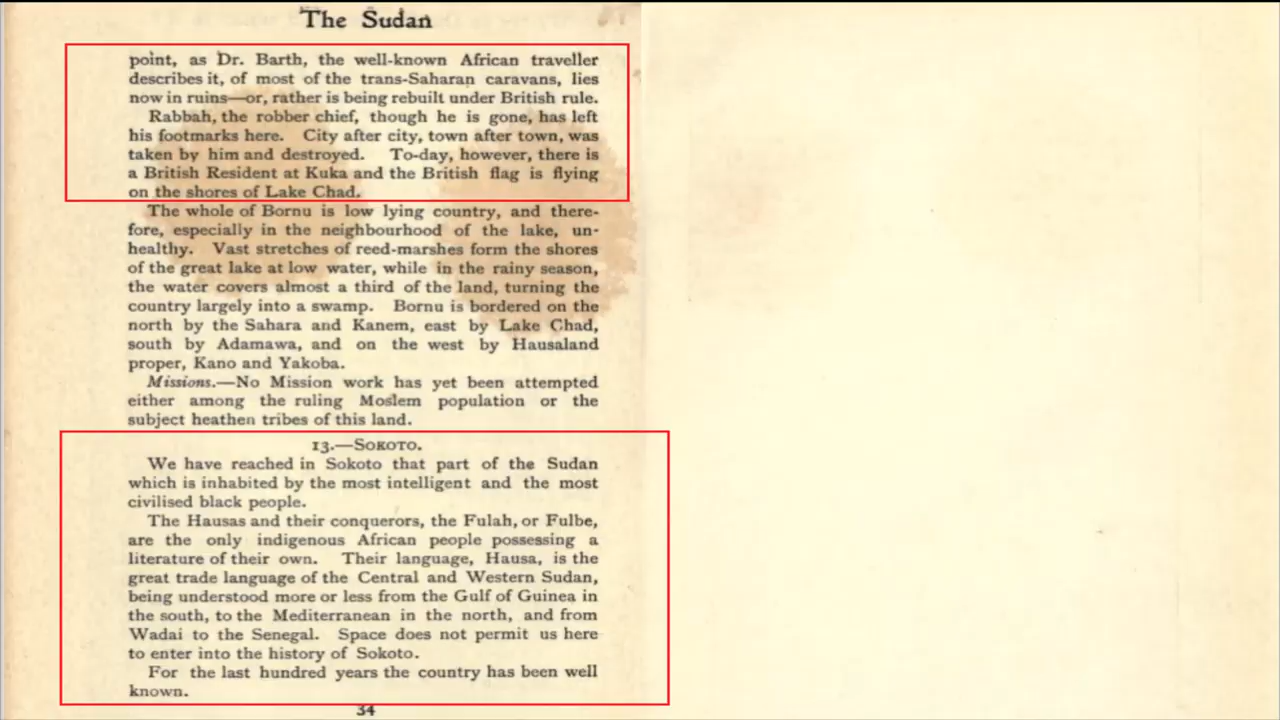 The Sudan
point, as Dr. Barth, the well-known African traveller
describes it, of most of the trans-Saharan caravans, lies
now in ruins—or, rather is being rebuilt under British rule.
Rabbah, the robber chief, though he is gone, has left
his footmarks here. City after city, town after town, was
taken by him and destroyed. To-day, however, there is
a British Resident at Kuka and the British flag is flying
on the shores of Lake Chad.
The whole of Bornu is low lying country, and there-
fore, especially in the neighbourhood of the lake, un-
healthy. Vast stretches of reed-marshes form the shores
of the great lake at low water, while in the rainy season,
the water covers almost a third of the land, turning the
country largely into a swamp. Bornu is bordered on the
north by the Sahara and Kanem, east by Lake Chad,
south by Adamawa, and on the west by Hausaland
proper, Kano and Yakoba.
Missions.—No Mission work has yet been attempted
either among the ruling Moslem population or the
subject heathen tribes of this land.
13.—SOKOTO.
We have reached in Sokoto that part of the Sudan
which is inhabited by the most intelligent and the most
civilised black people.
The Hausas and their conquerors, the Fulah, or Fulbe,
are the only indigenous African people possessing a
literature of their own. Their language, Hausa, is the
great trade language of the Central and Western Sudan,
being understood more or less from the Gulf of Guinea in
the south, to the Mediterranean in the north, and from
Wadai to the Senegal. Space does not permit us here
to enter into the history of Sokoto.
For the last hundred years the country has been well
known.
34